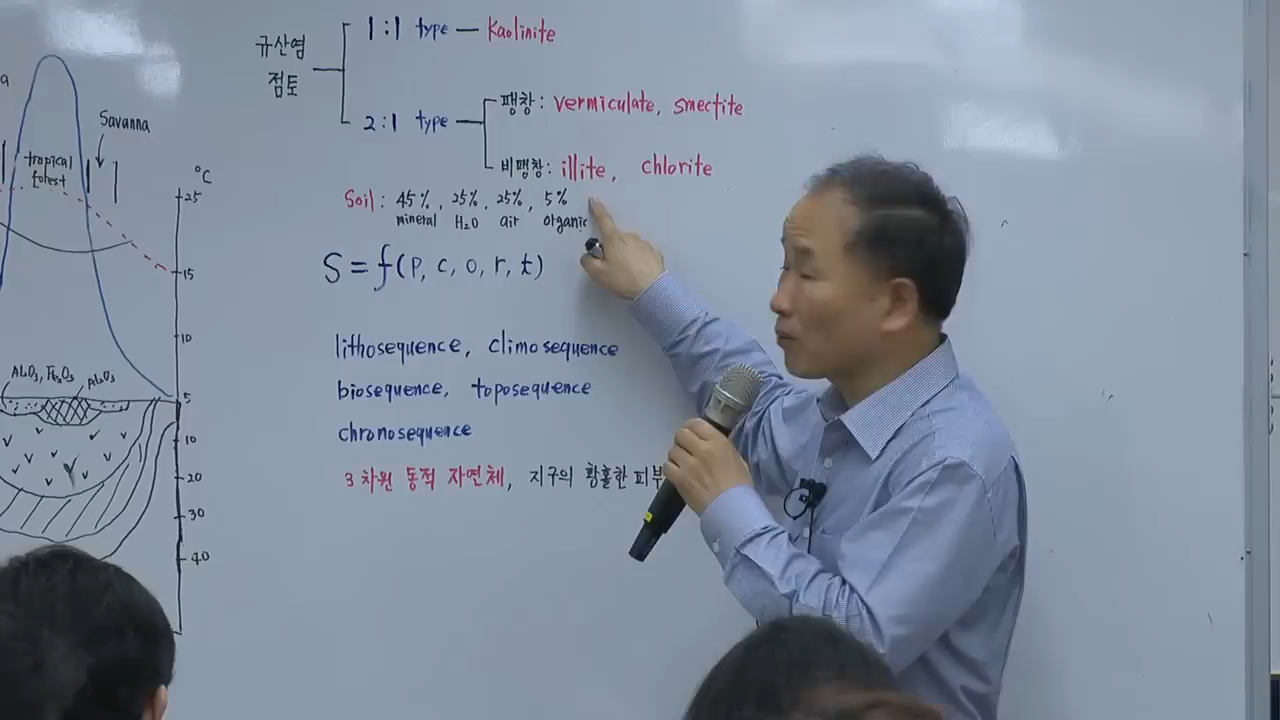 규산염
점토
1:1 type — Kaolinite
2:1 type
팽창: vermiculate, smectite
비팽창: illite, chlorite
Soil: 45%, 25%, 25%, 5%
mineral H₂O air organic
S = f(p, c, o, r, t)
lithosequence, climosequence
biosequence, toposequence
chronosequence
3차원 동적 자연체, 지구의 황홀한 피부
a
Savanna
tropical
forest
°C
25
15
10
5
10
20
30
40
Al₂O₃, Fe₂O₃
Al₂O₃